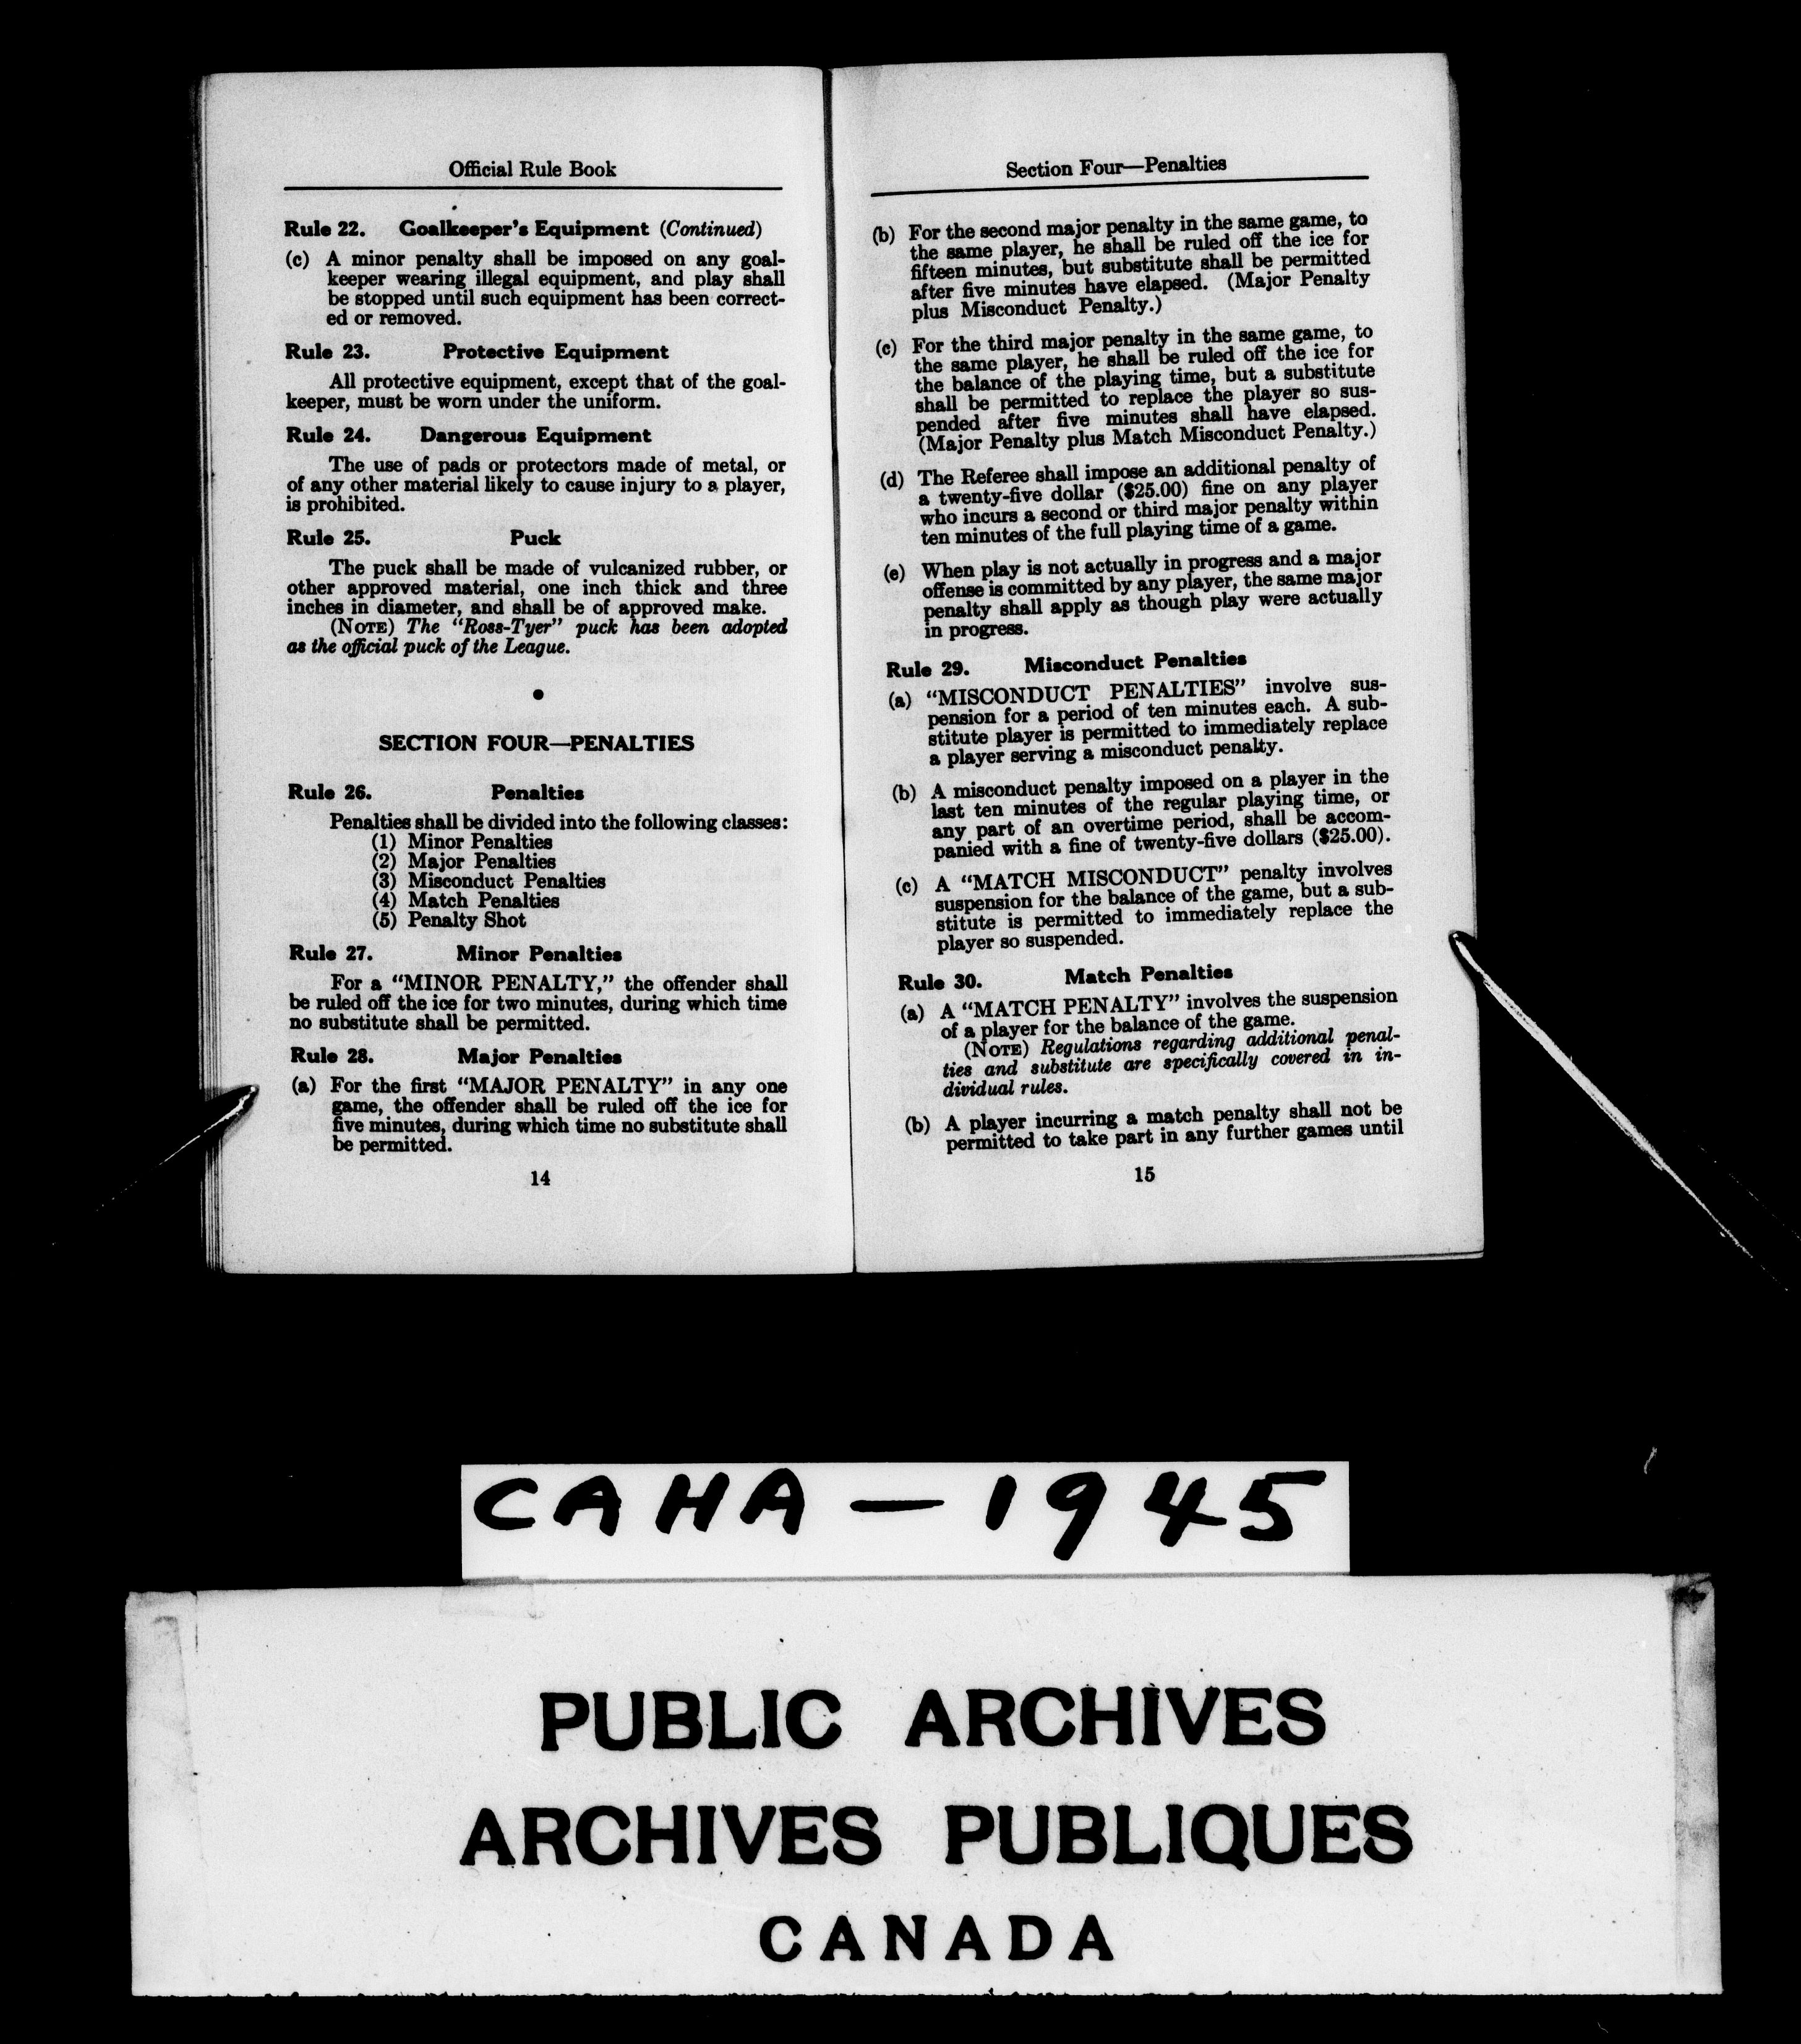 Official Rule Book
Rule 22. Goalkeeper's Equipment (Continued)
(c) A minor penalty shall be imposed on any goal-
keeper wearing illegal equipment, and play shall
be stopped until such equipment has been correct-
ed or removed.
Rule 23. Protective Equipment
All protective equipment, except that of the goal-
keeper, must be worn under the uniform.
Rule 24. Dangerous Equipment
The use of pads or protectors made of metal, or
of any other material likely to cause injury to a player,
is prohibited.
Rule 25. Puck
The puck shall be made of vulcanized rubber, or
other approved material, one inch thick and three
inches in diameter, and shall be of approved make.
(NOTE) The "Ross-Tyer" puck has been adopted
as the official puck of the League.
SECTION FOUR—PENALTIES
Rule 26. Penalties
Penalties shall be divided into the following classes:
(1) Minor Penalties
(2) Major Penalties
(3) Misconduct Penalties
(4) Match Penalties
(5) Penalty Shot
Rule 27. Minor Penalties
For a "MINOR PENALTY," the offender shall
be ruled off the ice for two minutes, during which time
no substitute shall be permitted.
Rule 28. Major Penalties
(a) For the first "MAJOR PENALTY" in any one
game, the offender shall be ruled off the ice for
five minutes, during which time no substitute shall
be permitted.
14
Section Four—Penalties
(b) For the second major penalty in the same game, to
the same player, he shall be ruled off the ice for
fifteen minutes, but substitute shall be permitted
after five minutes have elapsed. (Major Penalty
plus Misconduct Penalty.)
(c) For the third major penalty in the same game, to
the same player, he shall be ruled off the ice for
the balance of the playing time, but a substitute
shall be permitted to replace the player so sus-
pended after five minutes shall have elapsed.
(Major Penalty plus Match Misconduct Penalty.)
(d) The Referee shall impose an additional penalty of
a twenty-five dollar ($25.00) fine on any player
who incurs a second or third major penalty within
ten minutes of the full playing time of a game.
(e) When play is not actually in progress and a major
offense is committed by any player, the same major
penalty shall apply as though play were actually
in progress.
Rule 29. Misconduct Penalties
(a) "MISCONDUCT PENALTIES" involve sus-
pension for a period of ten minutes each. A sub-
stitute player is permitted to immediately replace
a player serving a misconduct penalty.
(b) A misconduct penalty imposed on a player in the
last ten minutes of the regular playing time, or
any part of an overtime period, shall be accom-
panied with a fine of twenty-five dollars ($25.00).
(c) A "MATCH MISCONDUCT" penalty involves
suspension for the balance of the game, but a sub-
stitute is permitted to immediately replace the
player so suspended.
Rule 30. Match Penalties
(a) A "MATCH PENALTY" involves the suspension
of a player for the balance of the game.
(NOTE) Regulations regarding additional penal-
ties and substitute are specifically covered in in-
dividual rules.
(b) A player incurring a match penalty shall not be
permitted to take part in any further games until
15
CAHA — 1945
PUBLIC ARCHIVES
ARCHIVES PUBLIQUES
CANADA